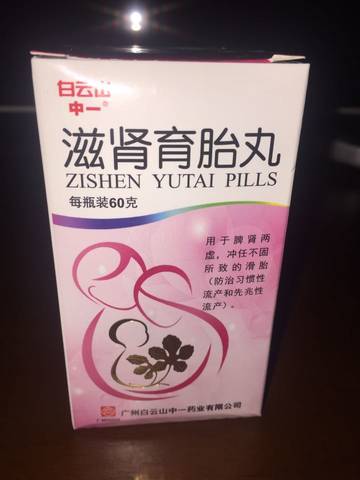 白云山
中一®
滋肾育胎丸
ZISHEN YUTAI PILLS
每瓶装60克
用于脾肾两
虚，冲任不固
所致的滑胎
（防治习惯性
流产和先兆性
流产）。
广州白云山中一药业有限公司